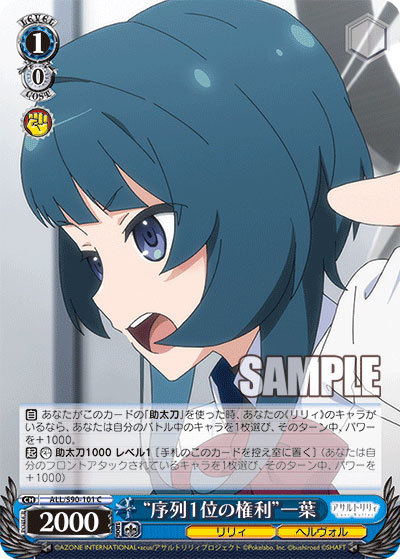 LEVEL
1
0
COST
SAMPLE
自 あなたがこのカードの「助太刀」を使った時、あなたの《リリィ》のキャラが
いるなら、あなたは自分のバトル中のキャラを1枚選び、そのターン中、パワー
を+1000。
起 助太刀1000 レベル1 [手札のこのカードを控え室に置く] (あなたは自
分のフロントアタックされているキャラを1枚選び、そのターン中、パワーを
+1000)
CH ALL/S90-101 C
2000
“序列1位の権利”一葉
アサルトリリィ
リリィ
ヘルヴォル
©AZONE INTERNATIONAL・acus/アサルトリリィプロジェクト ©Pokelabo, Inc. ©bushiroad ©SHAFT